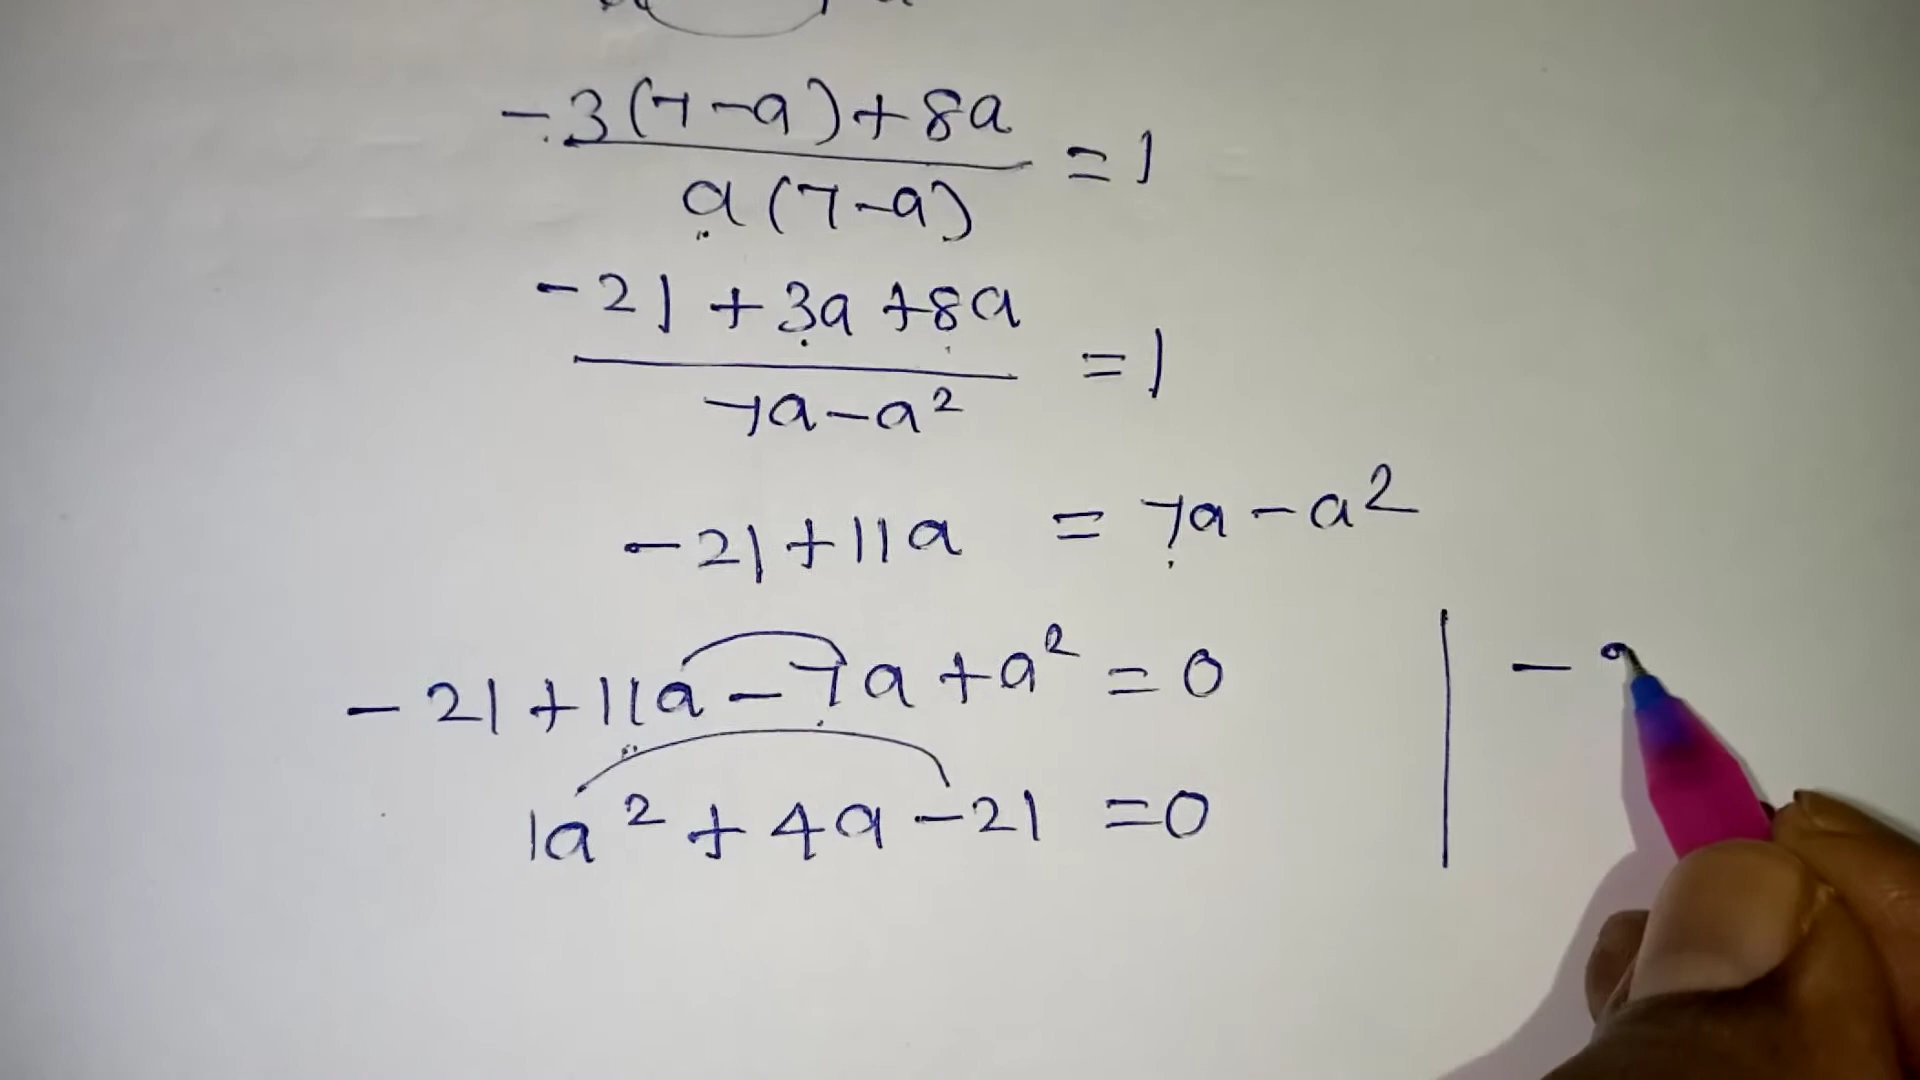 -3(7-a)+8a
a(7-a)
=1
-21+3a+8a
7a-a²
=1
-21+11a = 7a-a²
-21+11a-7a+a²=0
1a²+4a-21=0
-